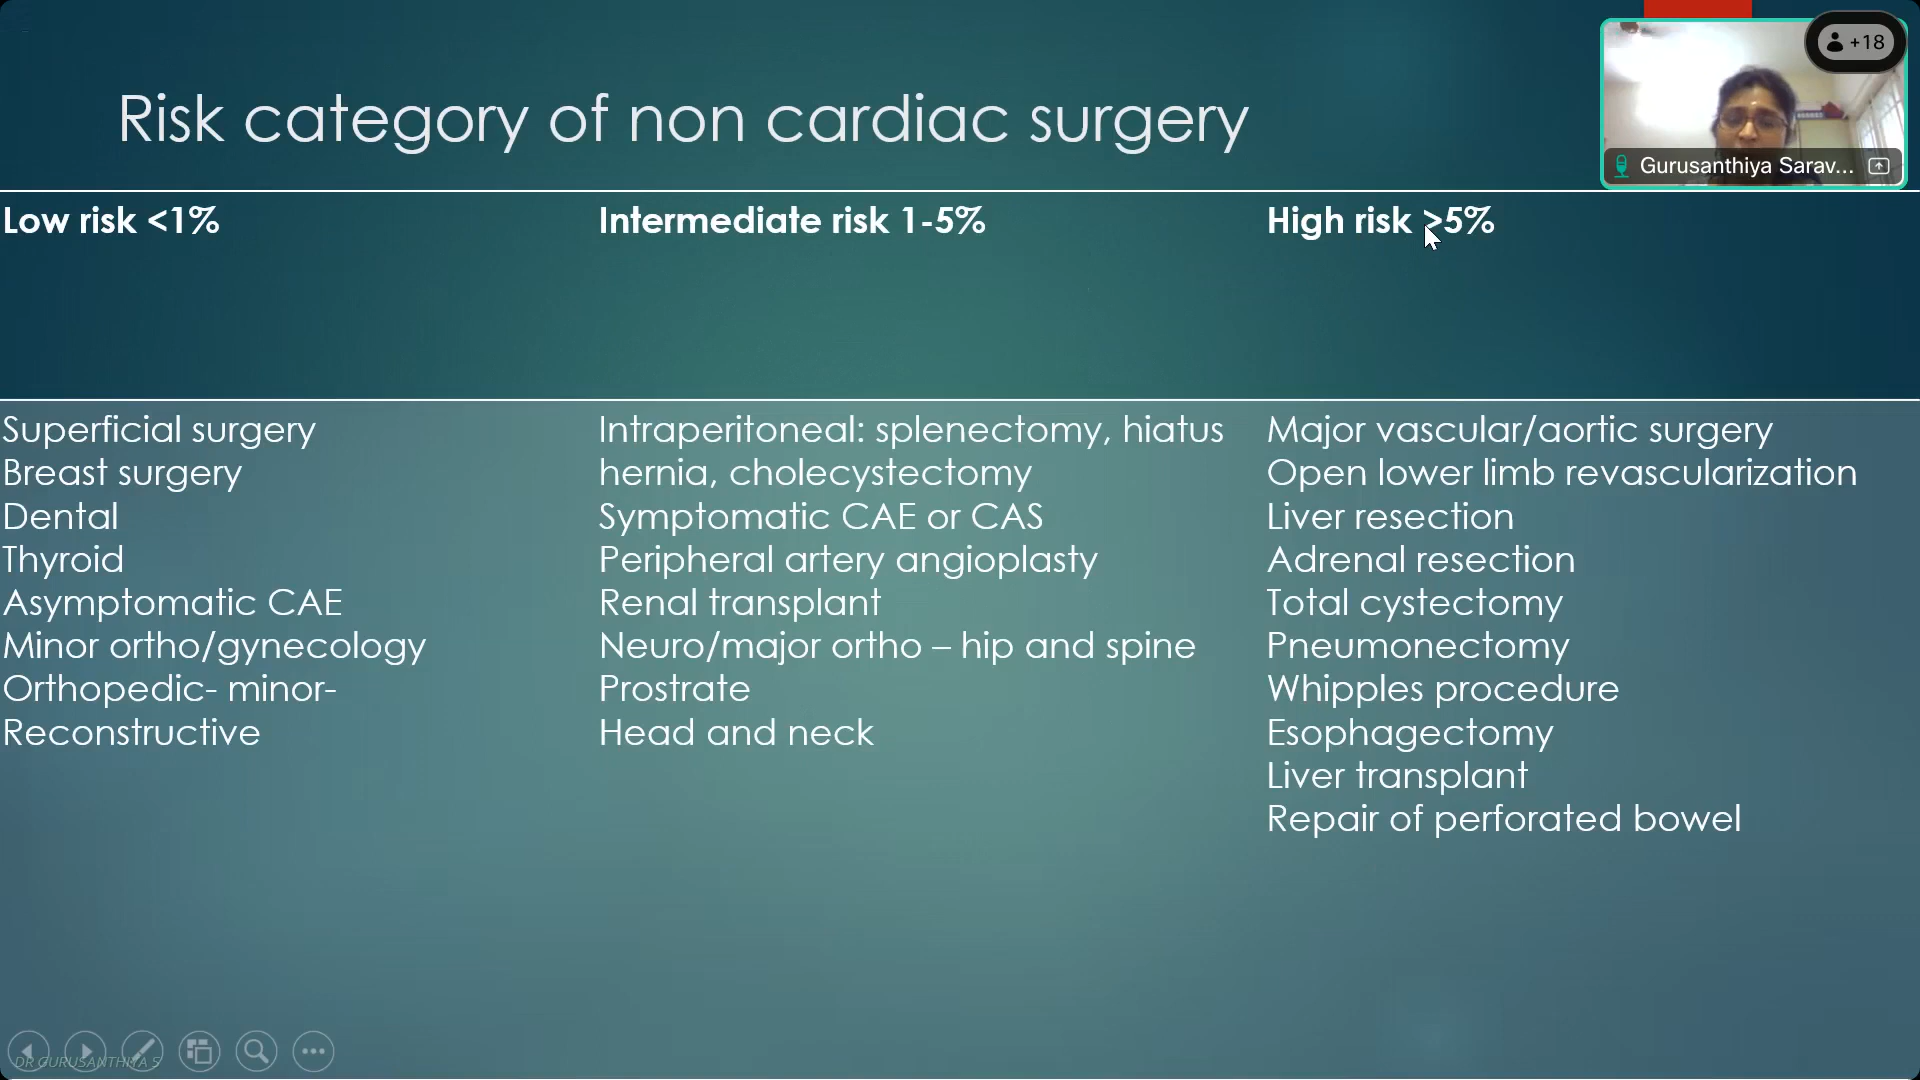 Risk category of non cardiac surgery
+18
Gurusanthiya Sarav...
Low risk <1%
Intermediate risk 1-5%
High risk >5%
Superficial surgery
Breast surgery
Dental
Thyroid
Asymptomatic CAE
Minor ortho/gynecology
Orthopedic- minor-
Reconstructive
Intraperitoneal: splenectomy, hiatus
hernia, cholecystectomy
Symptomatic CAE or CAS
Peripheral artery angioplasty
Renal transplant
Neuro/major ortho – hip and spine
Prostrate
Head and neck
Major vascular/aortic surgery
Open lower limb revascularization
Liver resection
Adrenal resection
Total cystectomy
Pneumonectomy
Whipples procedure
Esophagectomy
Liver transplant
Repair of perforated bowel
DR GURUSANTHIYA S